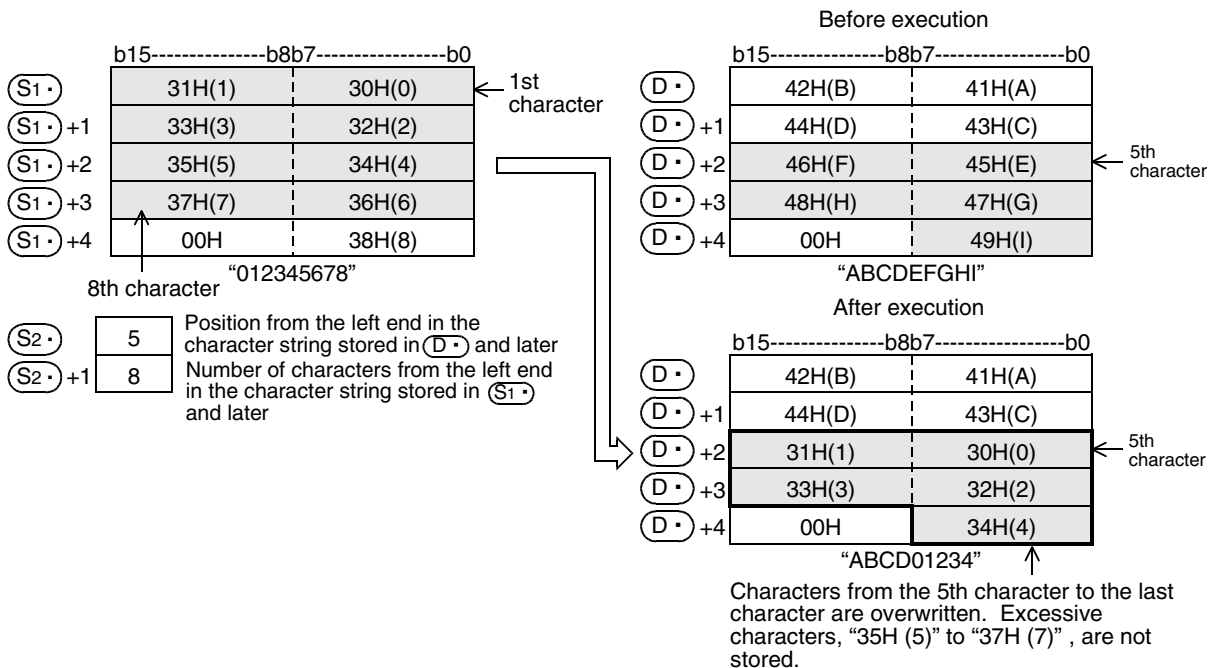 b15----------------b8b7------------------b0
S1· 31H(1) 30H(0) 1st
character
S1· +1 33H(3) 32H(2)
S1· +2 35H(5) 34H(4)
S1· +3 37H(7) 36H(6)
S1· +4 00H 38H(8)
"012345678"
8th character
S2· 5 Position from the left end in the
character string stored in D· and later
S2· +1 8 Number of characters from the left end
in the character string stored in S1·
and later
Before execution
b15----------------b8b7------------------b0
D· 42H(B) 41H(A)
D· +1 44H(D) 43H(C)
D· +2 46H(F) 45H(E) 5th
character
D· +3 48H(H) 47H(G)
D· +4 00H 49H(I)
"ABCDEFGHI"
After execution
b15----------------b8b7------------------b0
D· 42H(B) 41H(A)
D· +1 44H(D) 43H(C)
D· +2 31H(1) 30H(0) 5th
character
D· +3 33H(3) 32H(2)
D· +4 00H 34H(4)
"ABCD01234"
Characters from the 5th character to the last
character are overwritten. Excessive
characters, "35H (5)" to "37H (7)" , are not
stored.